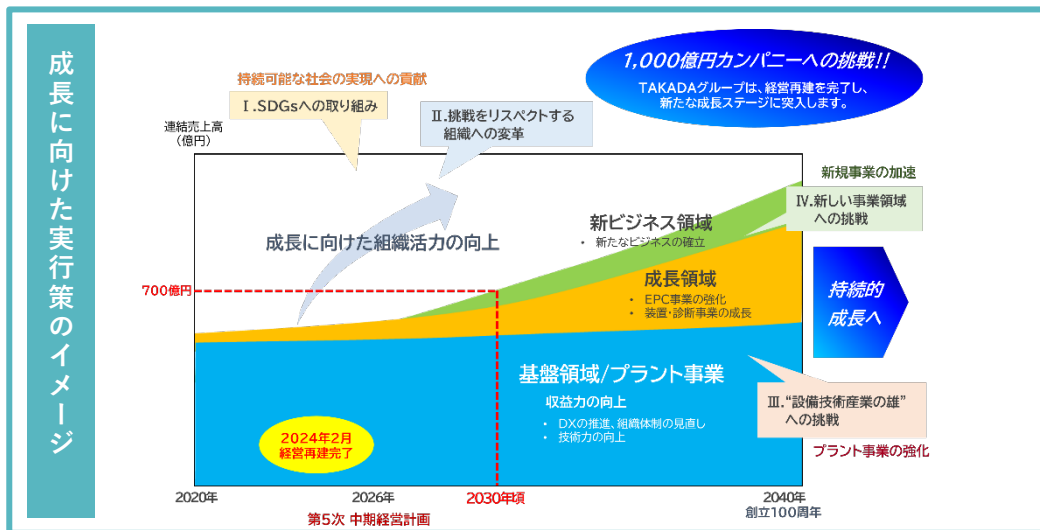 成長に向けた実行策のイメージ
1,000億円カンパニーへの挑戦!!
TAKADAグループは、経営再建を完了し、
新たな成長ステージに突入します。
持続可能な社会の実現への貢献
Ⅰ.SDGsへの取り組み
Ⅱ.挑戦をリスペクトする
組織への変革
連結売上高
(億円)
新規事業の加速
Ⅳ.新しい事業領域
への挑戦
新ビジネス領域
• 新たなビジネスの確立
成長に向けた組織活力の向上
成長領域
• EPC事業の強化
• 装置・診断事業の成長
700億円
持続的
成長へ
基盤領域/プラント事業
収益力の向上
• DXの推進、組織体制の見直し
• 技術力の向上
Ⅲ.“設備技術産業の雄”
への挑戦
プラント事業の強化
2024年2月
経営再建完了
2020年
2026年
2030年頃
2040年
創立100周年
第5次 中期経営計画